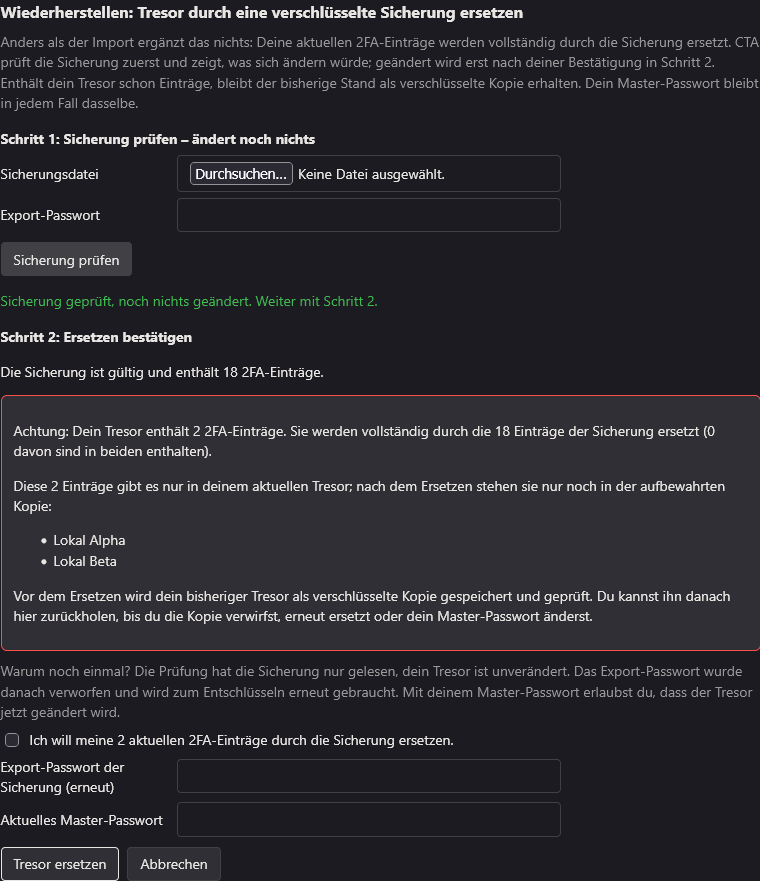 Wiederherstellen: Tresor durch eine verschlüsselte Sicherung ersetzen
Anders als der Import ergänzt das nichts: Deine aktuellen 2FA-Einträge werden vollständig durch die Sicherung ersetzt. CTA
prüft die Sicherung zuerst und zeigt, was sich ändern würde; geändert wird erst nach deiner Bestätigung in Schritt 2.
Enthält dein Tresor schon Einträge, bleibt der bisherige Stand als verschlüsselte Kopie erhalten. Dein Master-Passwort bleibt
in jedem Fall dasselbe.
Schritt 1: Sicherung prüfen – ändert noch nichts
Sicherungsdatei
Durchsuchen... Keine Datei ausgewählt.
Export-Passwort
Sicherung prüfen
Sicherung geprüft, noch nichts geändert. Weiter mit Schritt 2.
Schritt 2: Ersetzen bestätigen
Die Sicherung ist gültig und enthält 18 2FA-Einträge.
Achtung: Dein Tresor enthält 2 2FA-Einträge. Sie werden vollständig durch die 18 Einträge der Sicherung ersetzt (0
davon sind in beiden enthalten).
Diese 2 Einträge gibt es nur in deinem aktuellen Tresor; nach dem Ersetzen stehen sie nur noch in der aufbewahrten
Kopie:
• Lokal Alpha
• Lokal Beta
Vor dem Ersetzen wird dein bisheriger Tresor als verschlüsselte Kopie gespeichert und geprüft. Du kannst ihn danach
hier zurückholen, bis du die Kopie verwirfst, erneut ersetzt oder dein Master-Passwort änderst.
Warum noch einmal? Die Prüfung hat die Sicherung nur gelesen, dein Tresor ist unverändert. Das Export-Passwort wurde
danach verworfen und wird zum Entschlüsseln erneut gebraucht. Mit deinem Master-Passwort erlaubst du, dass der Tresor
jetzt geändert wird.
Ich will meine 2 aktuellen 2FA-Einträge durch die Sicherung ersetzen.
Export-Passwort der
Sicherung (erneut)
Aktuelles Master-Passwort
Tresor ersetzen
Abbrechen